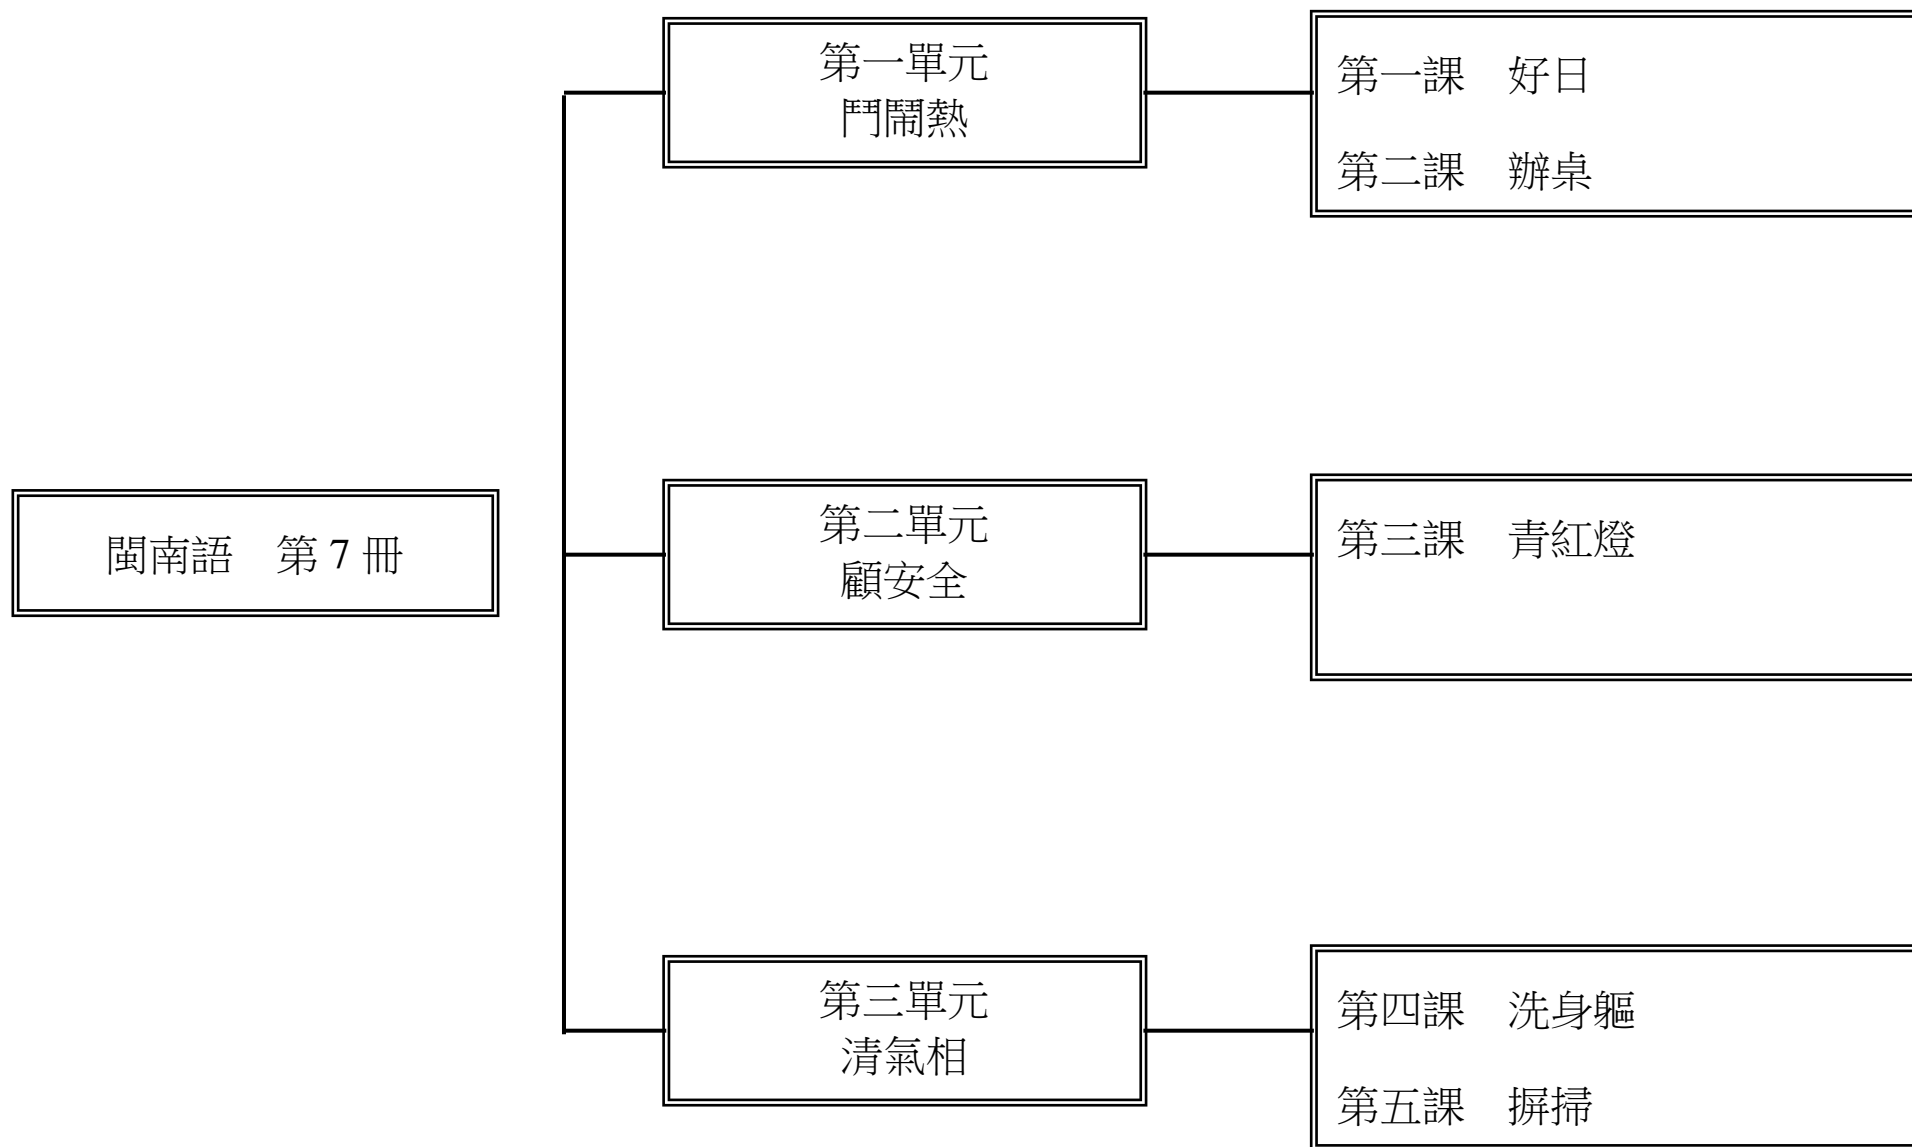 閩南語　第 7 冊
第一單元
鬥鬧熱
第一課　好日
第二課　辦桌
第二單元
顧安全
第三課　青紅燈
第三單元
清氣相
第四課　洗身軀
第五課　摒掃